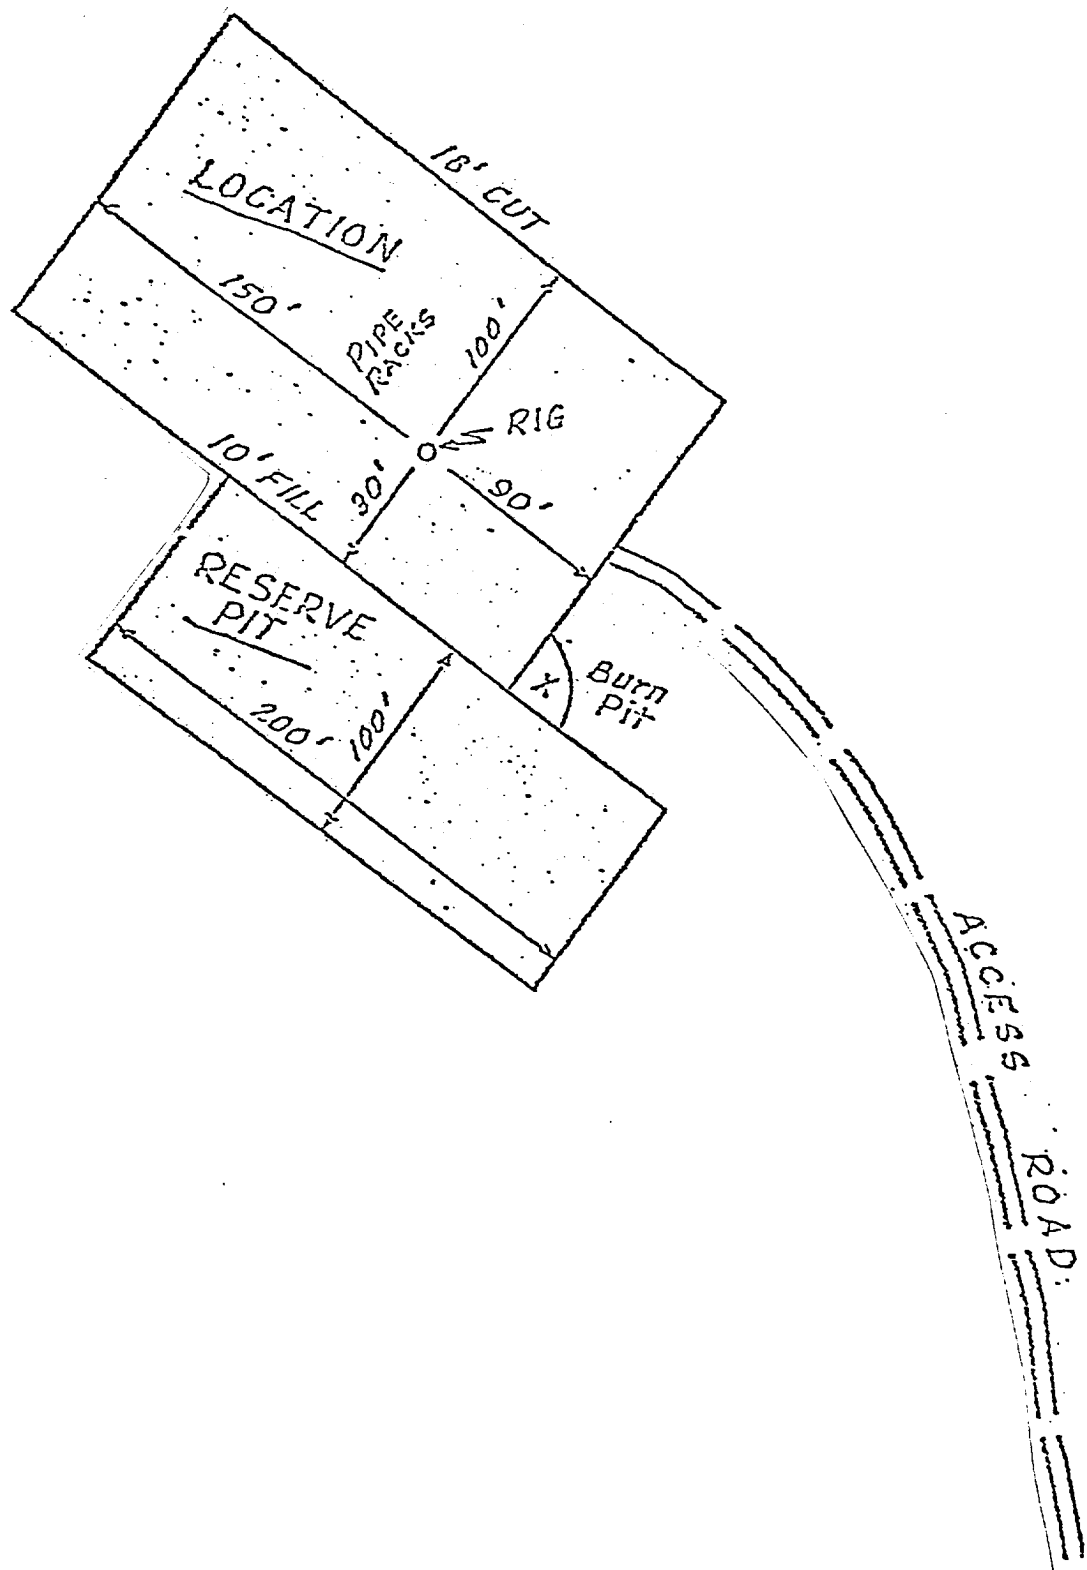 18' CUT
LOCATION
150'
PIPE
RACKS
100'
RIG
10' FILL
30'
90'
RESERVE
PIT
200'
100'
X
Burn
Pit
ACCESS ROAD: